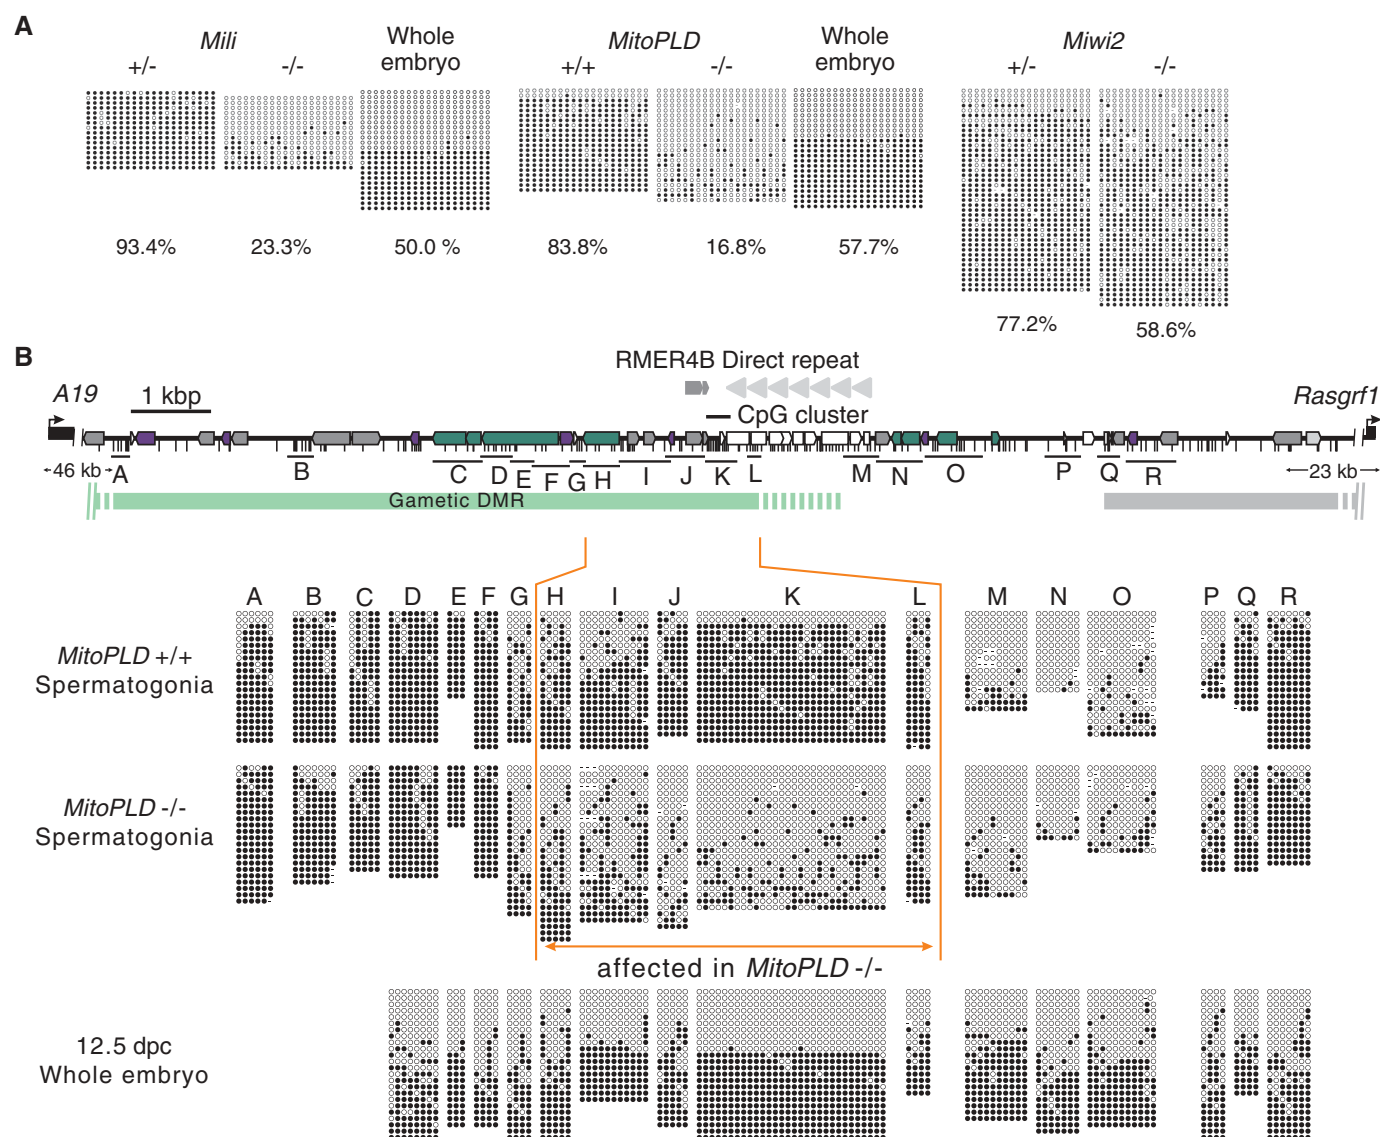 A
Mili
Whole embryo
MitoPLD
Whole embryo
Miwi2
+/-
-/-
+/+
-/-
+/-
-/-
93.4%
23.3%
50.0 %
83.8%
16.8%
57.7%
77.2%
58.6%
B
RMER4B Direct repeat
A19
1 kbp
CpG cluster
Rasgrf1
46 kb
A
B
C
D
E
F
G
H
I
J
K
L
M
N
O
P
Q
R
23 kb
Gametic DMR
A B C D E F G H I J K L M N O P Q R
MitoPLD +/+
Spermatogonia
MitoPLD -/-
Spermatogonia
affected in MitoPLD -/-
12.5 dpc
Whole embryo